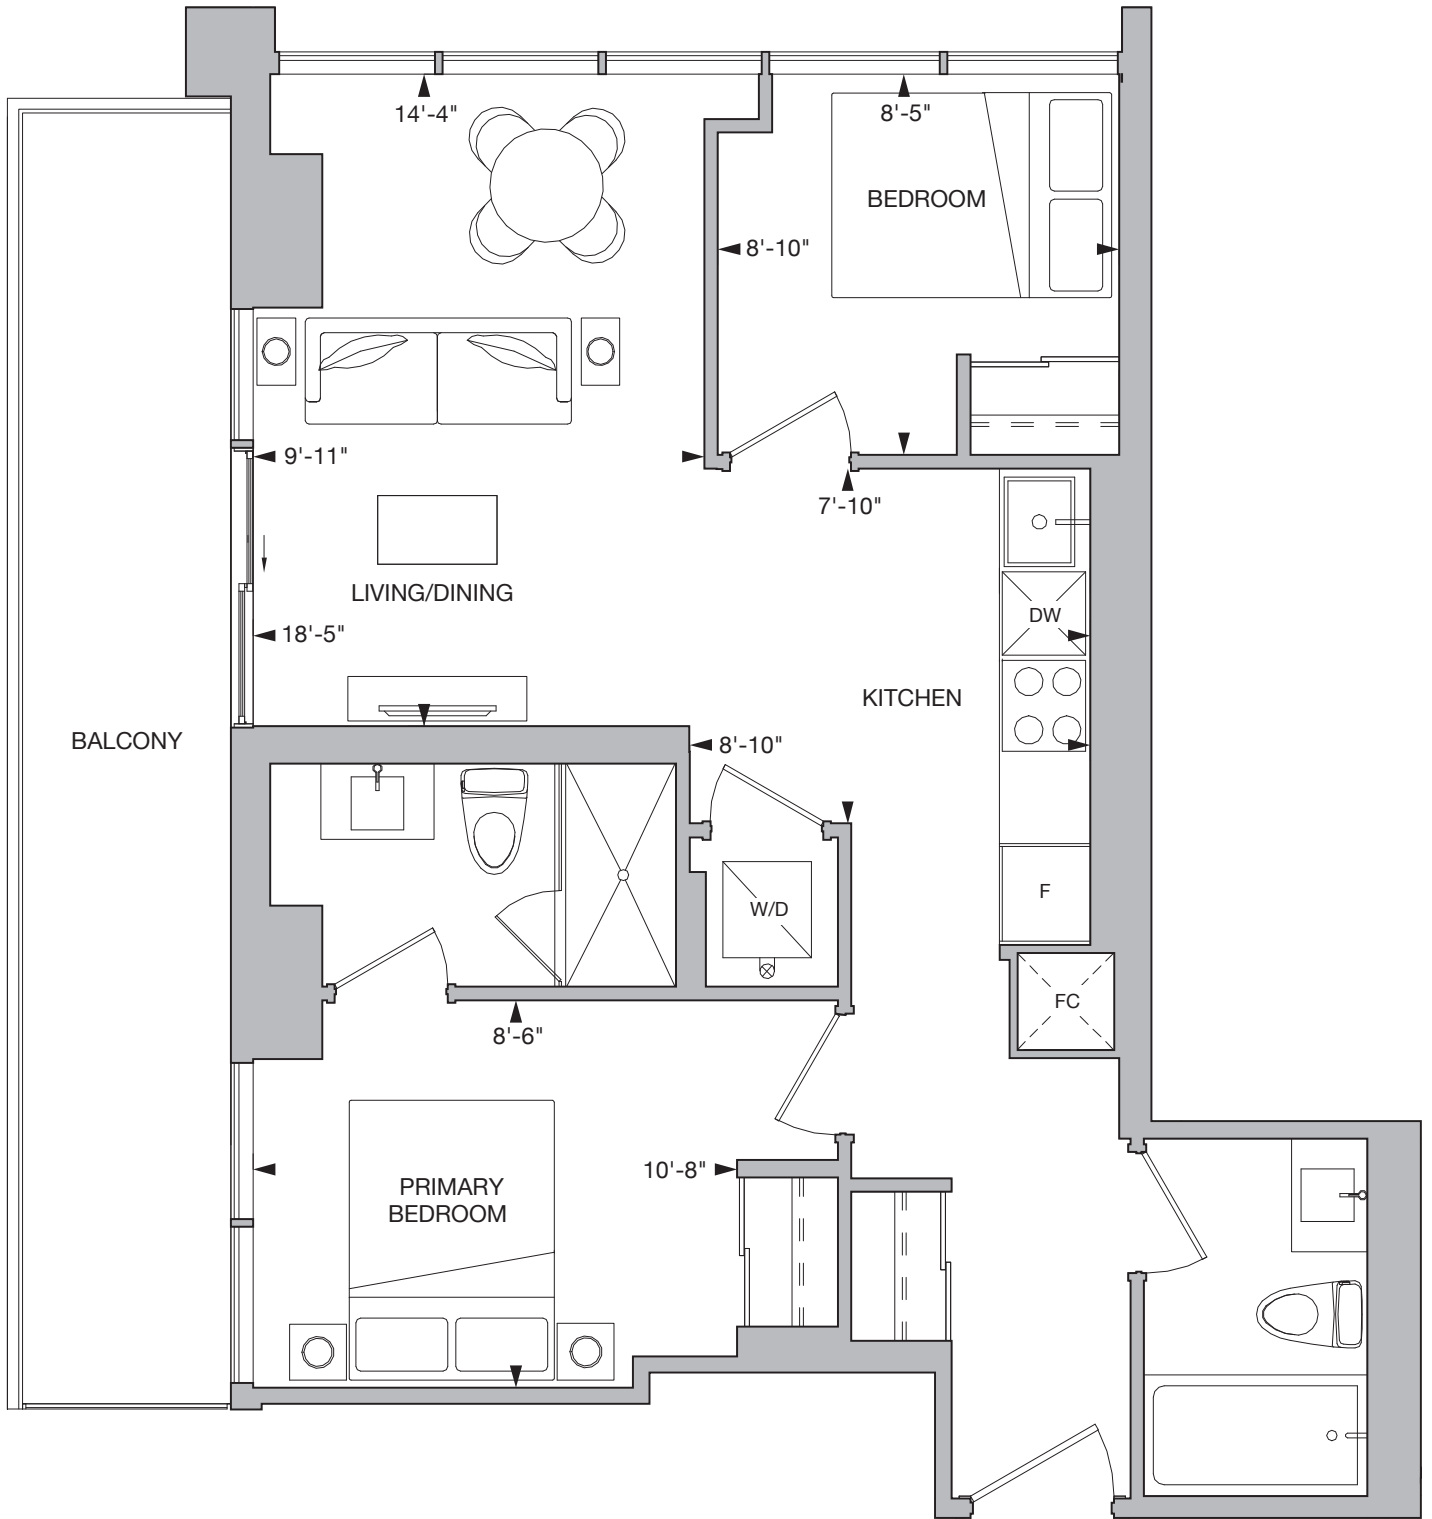 14'-4"
8'-5"
BEDROOM
8'-10"
9'-11"
7'-10"
LIVING/DINING
DW
18'-5"
KITCHEN
BALCONY
8'-10"
F
W/D
FC
8'-6"
10'-8"
PRIMARY
BEDROOM